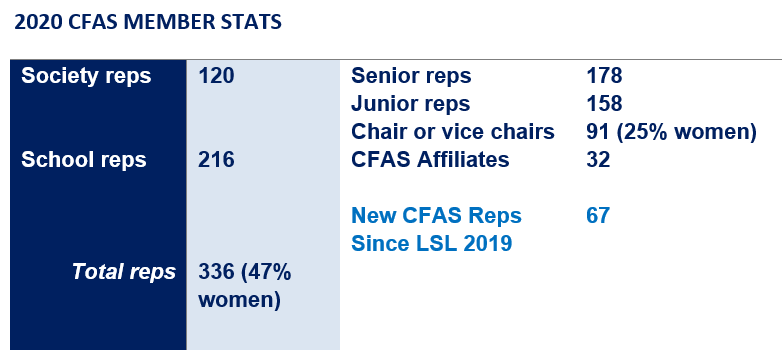 2020 CFAS MEMBER STATS
Society reps 120
School reps 216
Total reps 336 (47%
women)
Senior reps 178
Junior reps 158
Chair or vice chairs 91 (25% women)
CFAS Affiliates 32
New CFAS Reps 67
Since LSL 2019